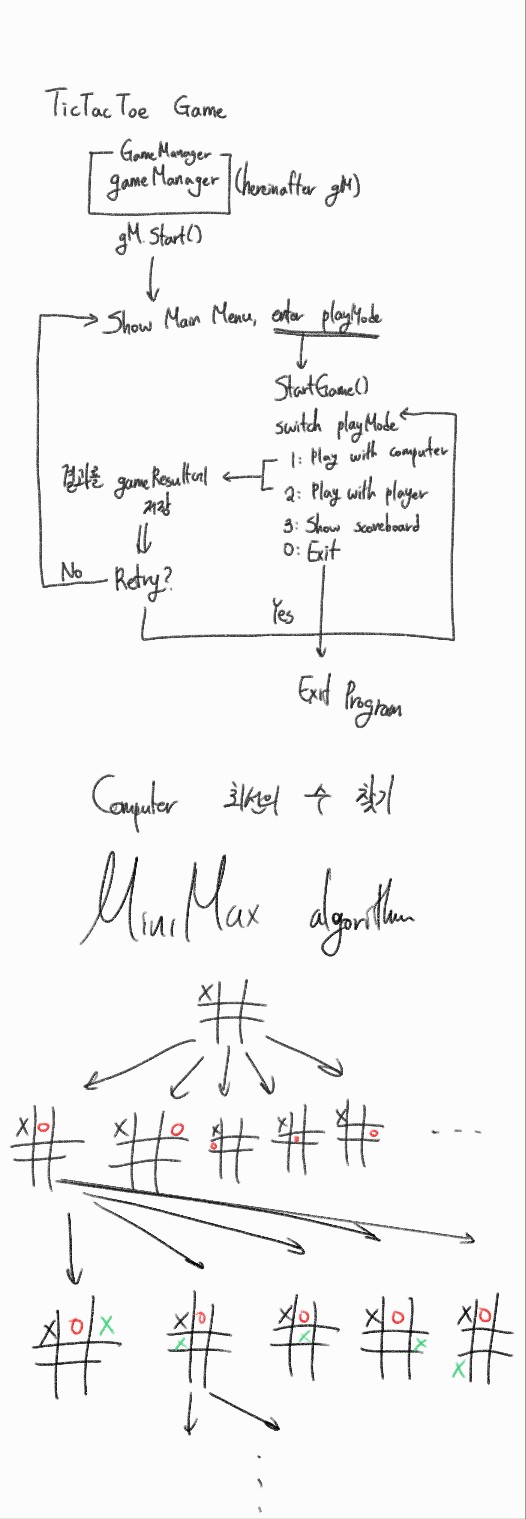 TicTacToe Game
GameManager
gameManager (hereinafter gM)
gM.Start()
Show Main Menu, enter playMode
StartGame()
switch playMode
1: Play with computer
2: Play with player
3: Show scoreboard
0: Exit
결과를 gameResult에
저장
No
Retry?
Yes
Exit Program
Computer 최선의 수 찾기
MiniMax algorithm
X
X O
X O
X O
X O
X O
X O X
X O
X
X O
X
X O
X
X O
X